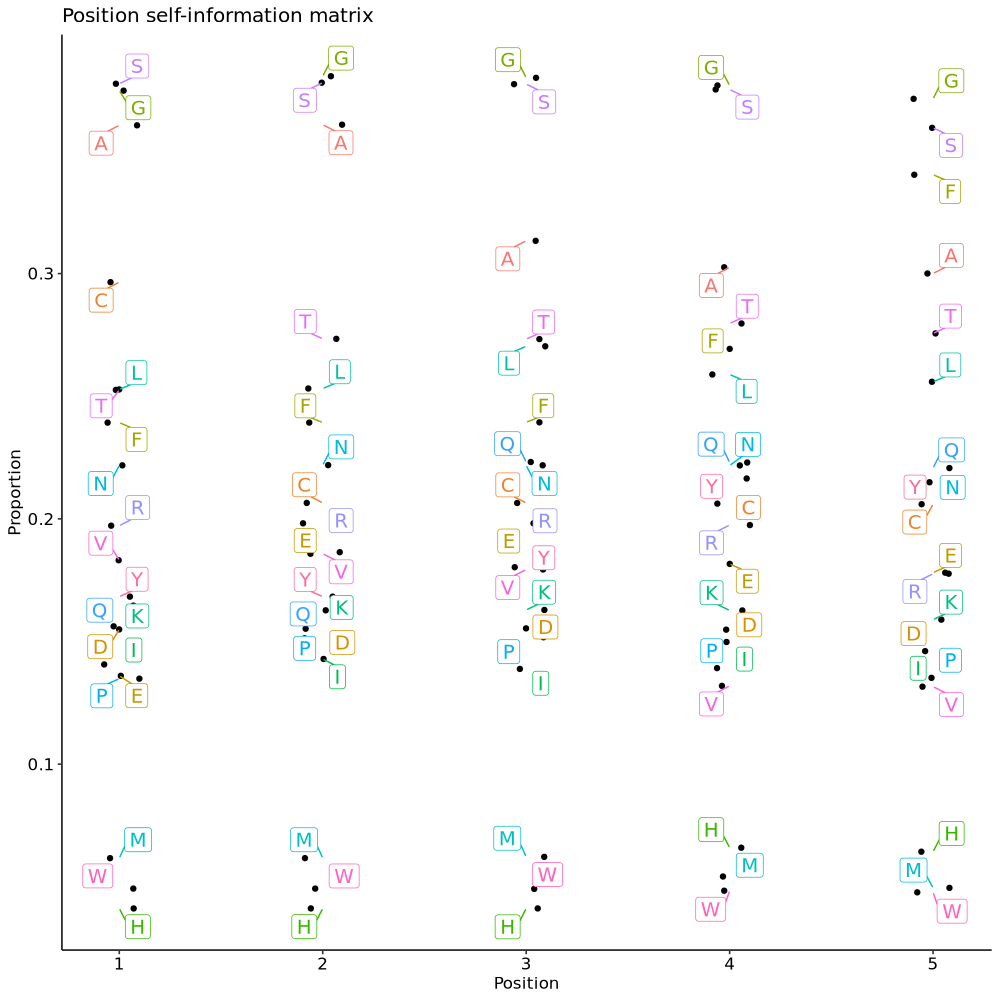 Position self-information matrix
Proportion
0.3
0.2
0.1
S
G
A
C
L
T
F
N
R
V
Y
Q
K
D
I
P
E
M
W
H
G
S
A
T
L
F
N
C
R
E
V
Y
K
Q
D
P
I
M
W
H
G
S
A
T
L
F
Q
N
C
R
E
Y
V
K
D
P
I
M
W
H
G
S
A
T
F
L
Q
N
Y
C
R
E
K
D
P
I
V
H
M
W
G
S
F
A
T
L
Q
Y
N
C
E
R
K
D
P
I
V
H
M
W
1 2 3 4 5
Position